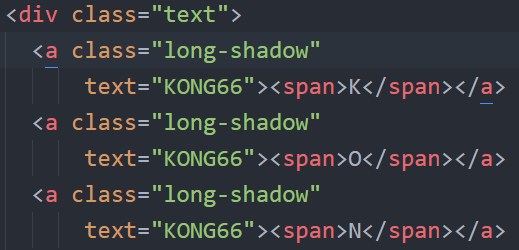 <div class="text">
<a class="long-shadow"
text="KONG66"><span>K</span></a>
<a class="long-shadow"
text="KONG66"><span>O</span></a>
<a class="long-shadow"
text="KONG66"><span>N</span></a>